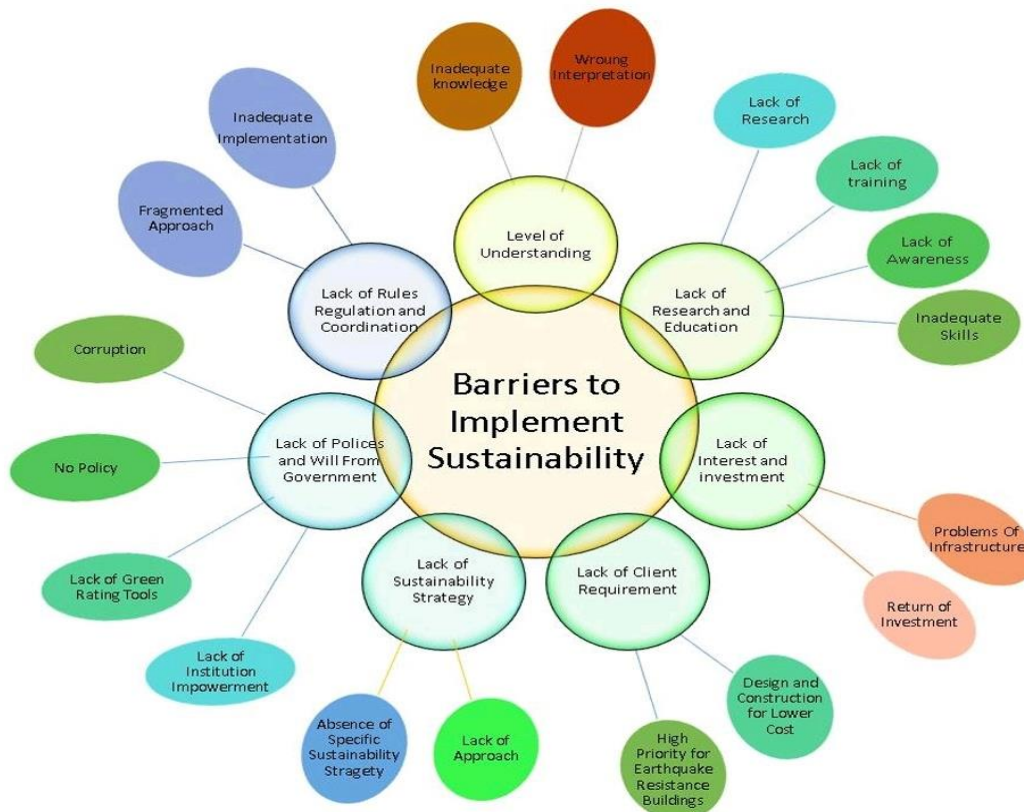 Barriers to
Implement
Sustainability
Level of
Understanding
Inadequate
knowledge
Wroung
Interpretation
Lack of
Research and
Education
Lack of
Research
Lack of
training
Lack of
Awareness
Inadequate
Skills
Lack of
Interest and
investment
Problems Of
Infrastructure
Return of
Investment
Lack of Client
Requirement
Design and
Construction
for Lower
Cost
High
Priority for
Earthquake
Resistance
Buildings
Lack of
Sustainability
Strategy
Lack of
Approach
Absence of
Specific
Sustainability
Stragety
Lack of Polices
and Will From
Government
Lack of
Institution
Impowerment
Lack of Green
Rating Tools
No Policy
Corruption
Lack of Rules
Regulation and
Coordination
Fragmented
Approach
Inadequate
Implementation